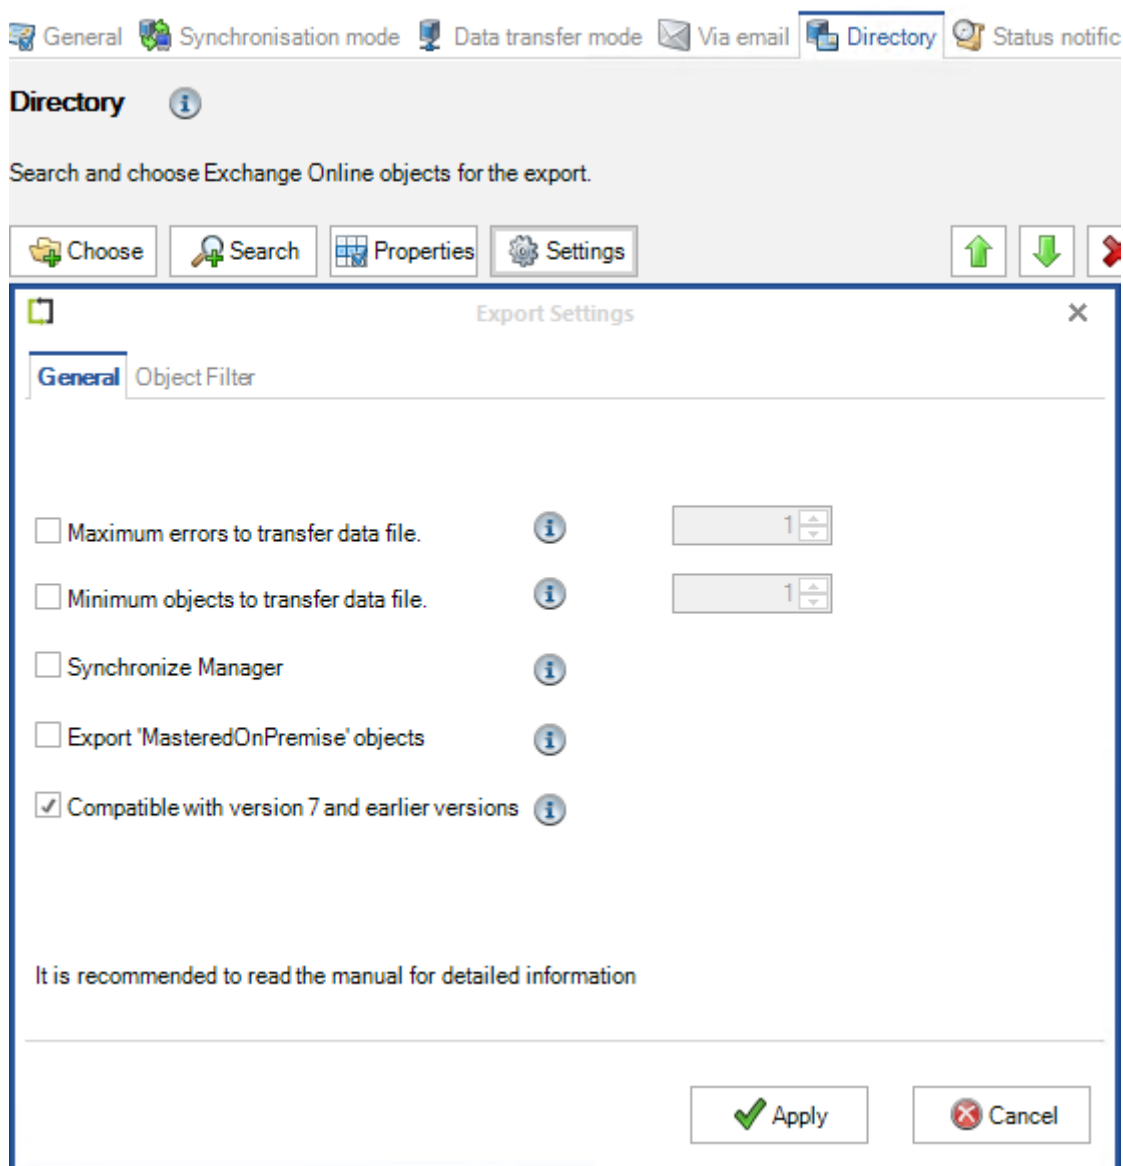 General Synchronisation mode Data transfer mode Via email Directory Status notific
Directory
Search and choose Exchange Online objects for the export.
Choose Search Properties Settings
Export Settings
General Object Filter
Maximum errors to transfer data file. 1
Minimum objects to transfer data file. 1
Synchronize Manager
Export 'MasteredOnPremise' objects
Compatible with version 7 and earlier versions
It is recommended to read the manual for detailed information
Apply Cancel